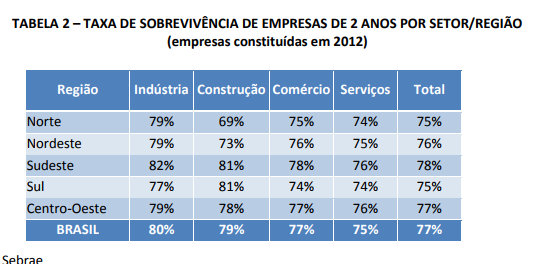 TABELA 2 – TAXA DE SOBREVIVÊNCIA DE EMPRESAS DE 2 ANOS POR SETOR/REGIÃO
(empresas constituídas em 2012)
Região Indústria Construção Comércio Serviços Total
Norte 79% 69% 75% 74% 75%
Nordeste 79% 73% 76% 75% 76%
Sudeste 82% 81% 78% 76% 78%
Sul 77% 81% 74% 74% 75%
Centro-Oeste 79% 78% 77% 76% 77%
BRASIL 80% 79% 77% 75% 77%
Sebrae